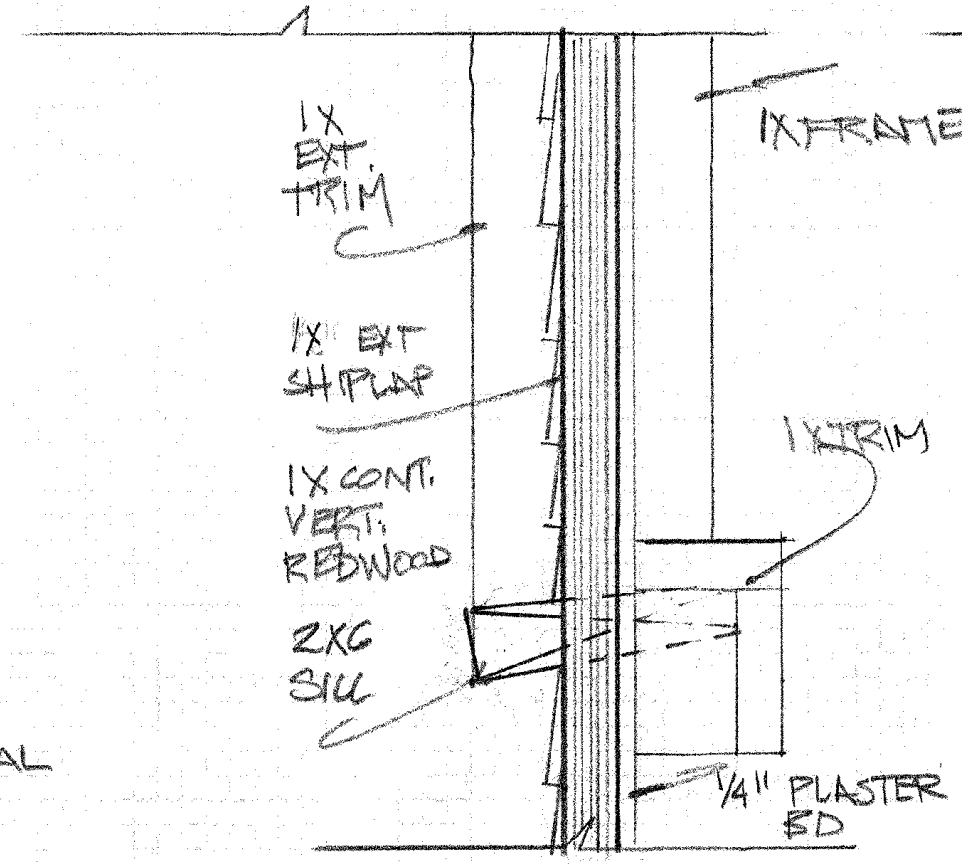 1X
EXT.
TRIM
1X FRAME
1X EXT
SHIPLAP
1X TRIM
1X CONT.
VERT.
REDWOOD
2X6
SILL
AL
1/4" PLASTER
BD